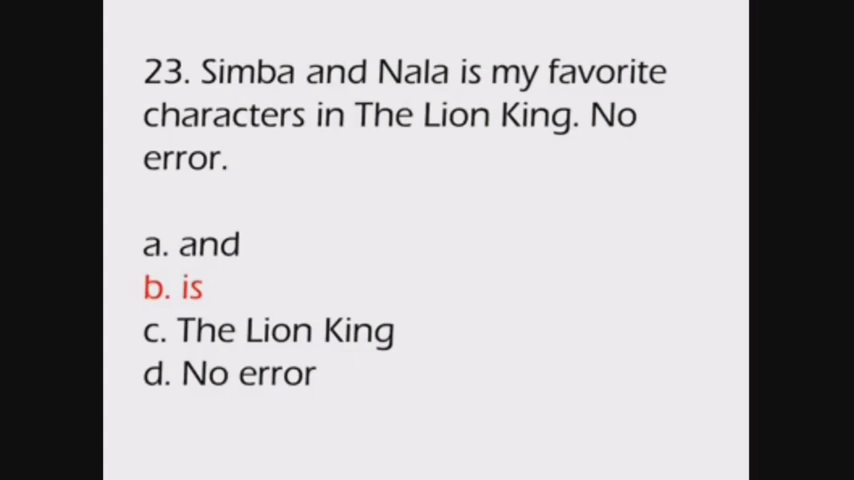 23. Simba and Nala is my favorite
characters in The Lion King. No
error.
a. and
b. is
c. The Lion King
d. No error